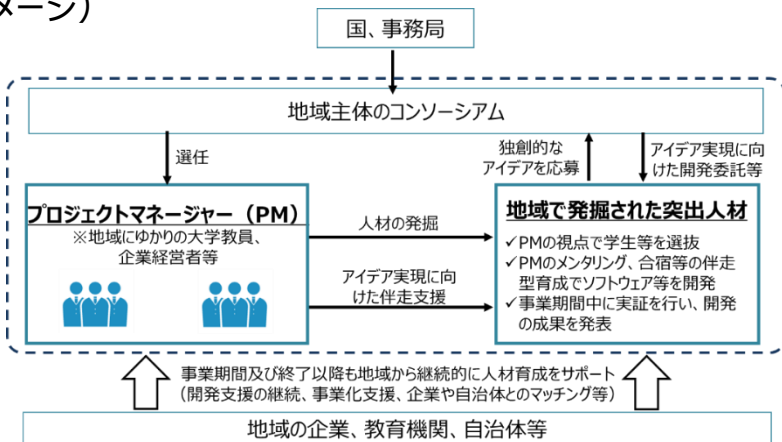 メージ）
国、事務局
地域主体のコンソーシアム
選任
独創的な
アイデアを応募
アイデア実現に向
けた開発委託等
プロジェクトマネージャー（PM）
※地域にゆかりの大学教員、
企業経営者等
人材の発掘
アイデア実現に向
けた伴走支援
地域で発掘された突出人材
✓PMの視点で学生等を選抜
✓PMのメンタリング、合宿等の伴走
型育成でソフトウェア等を開発
✓事業期間中に実証を行い、開発
の成果を発表
事業期間及び終了以降も地域から継続的に人材育成をサポート
（開発支援の継続、事業化支援、企業や自治体とのマッチング等）
地域の企業、教育機関、自治体等